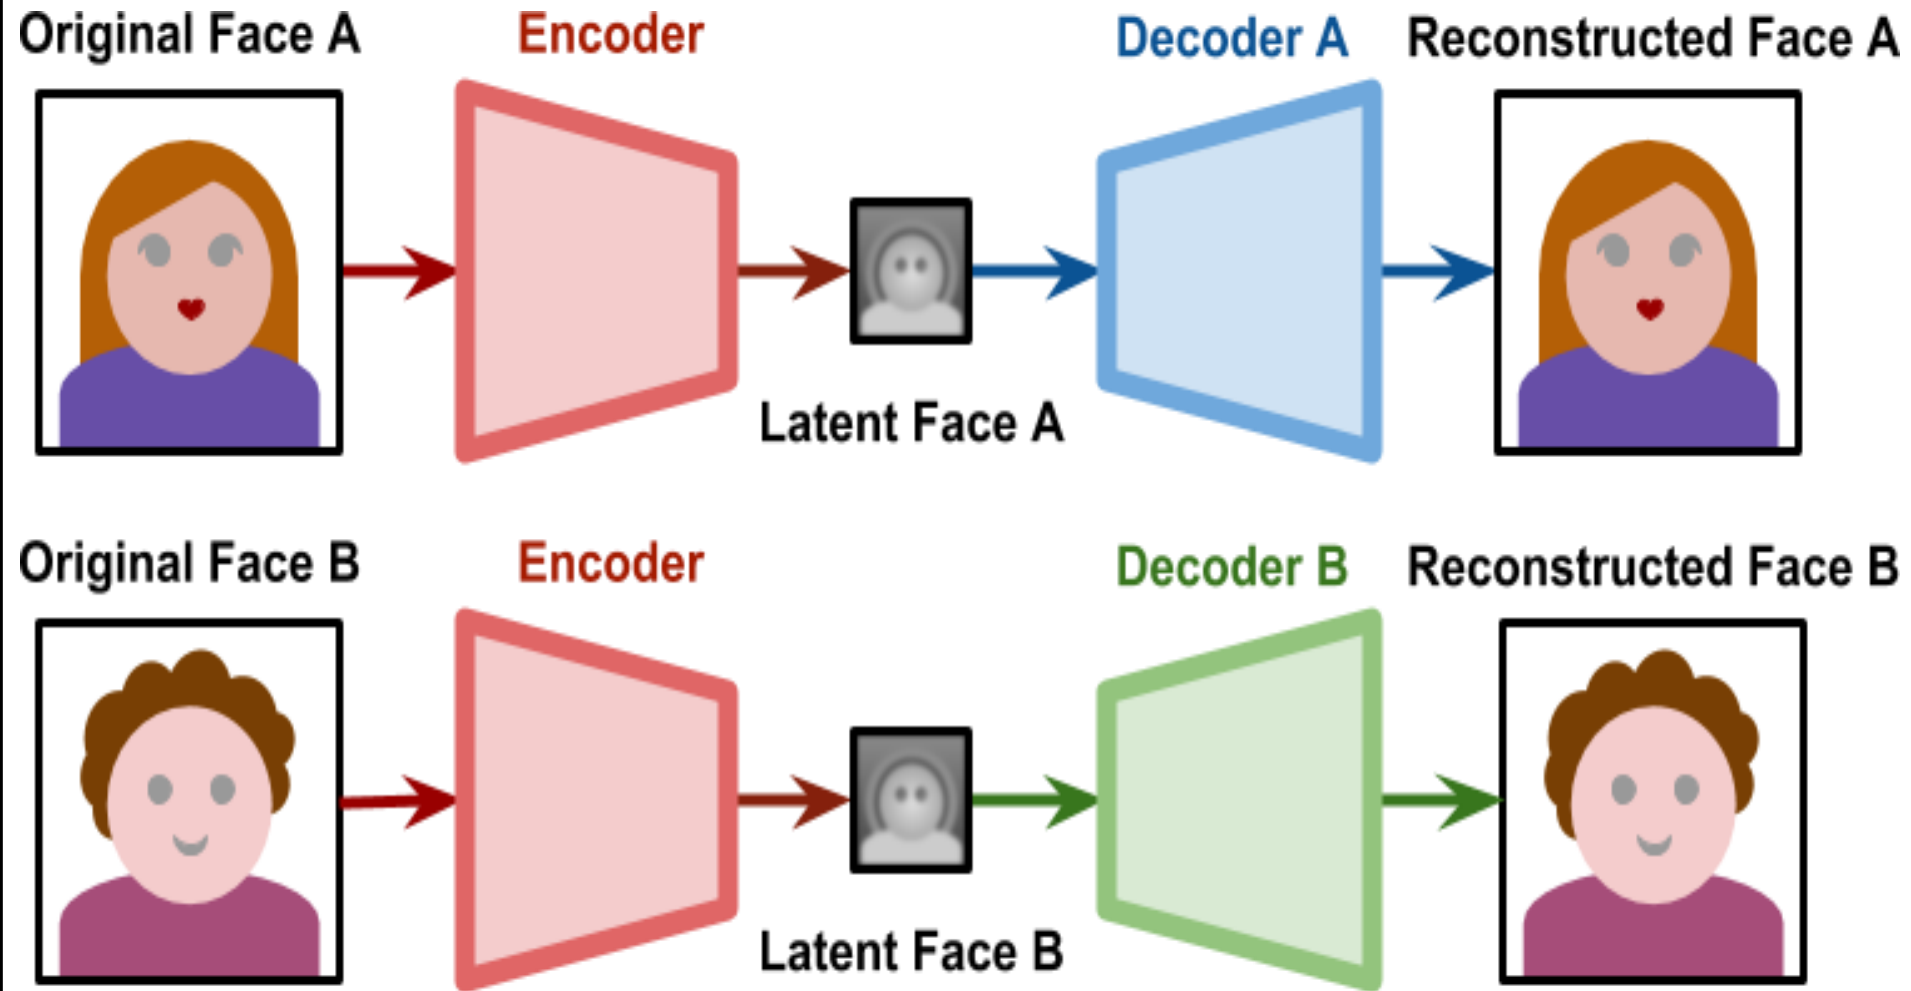 Original Face A
Encoder
Decoder A
Reconstructed Face A
Latent Face A
Original Face B
Encoder
Decoder B
Reconstructed Face B
Latent Face B